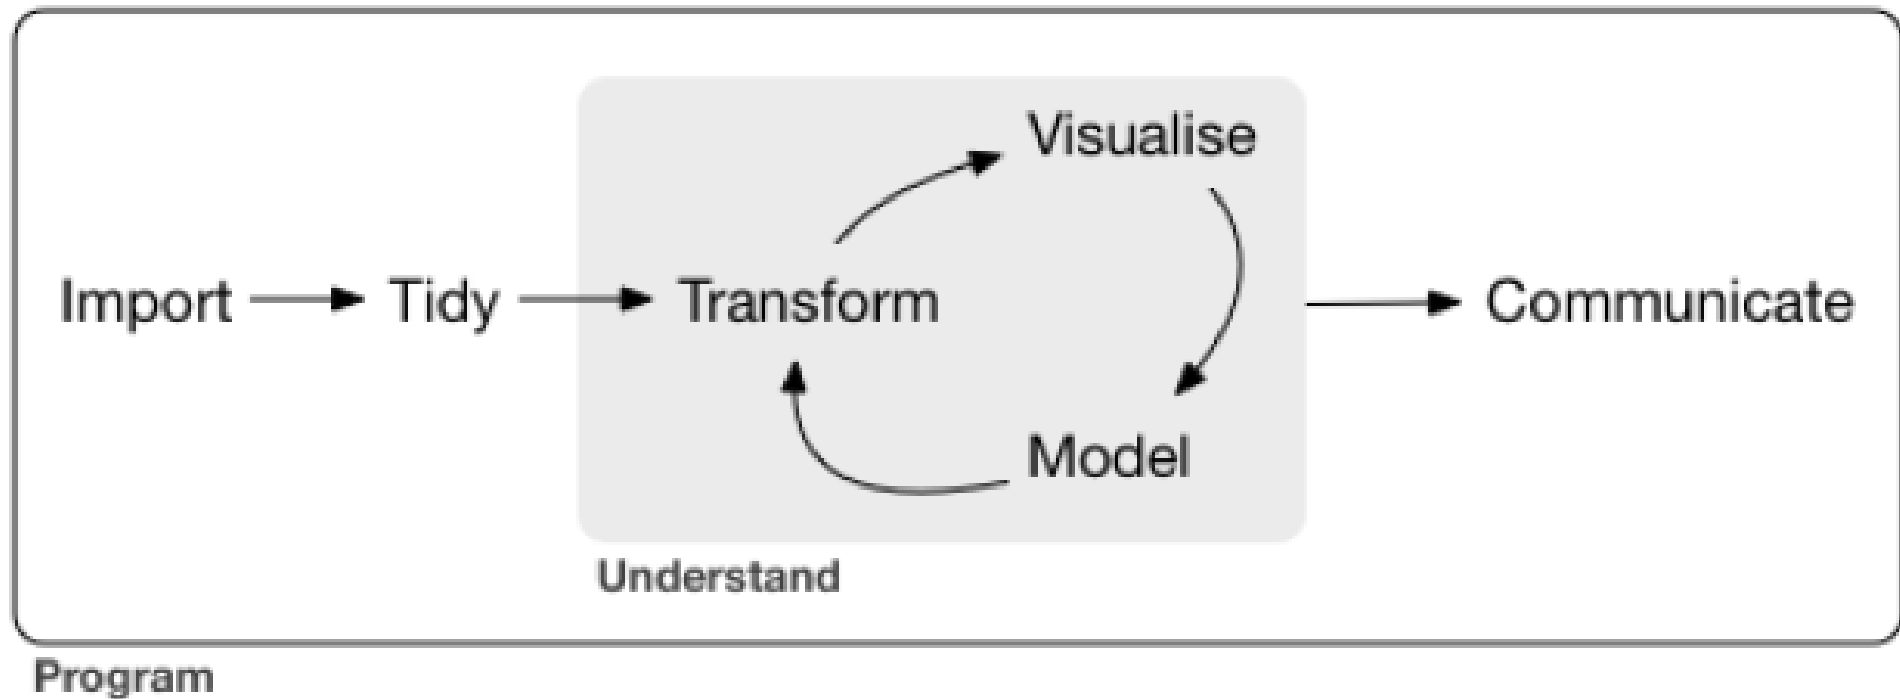 Visualise
Import Tidy Transform Communicate
Model
Understand
Program